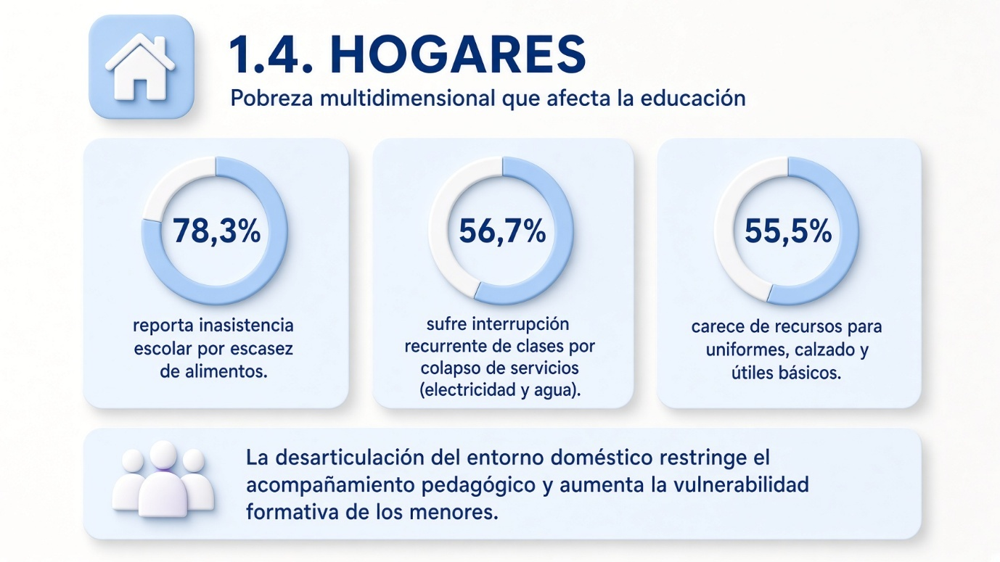 1.4. HOGARES
Pobreza multidimensional que afecta la educación
78,3%
reporta inasistencia
escolar por escasez
de alimentos.
56,7%
sufre interrupción
recurrente de clases por
colapso de servicios
(electricidad y agua).
55,5%
carece de recursos para
uniformes, calzado y
útiles básicos.
La desarticulación del entorno doméstico restringe el
acompañamiento pedagógico y aumenta la vulnerabilidad
formativa de los menores.